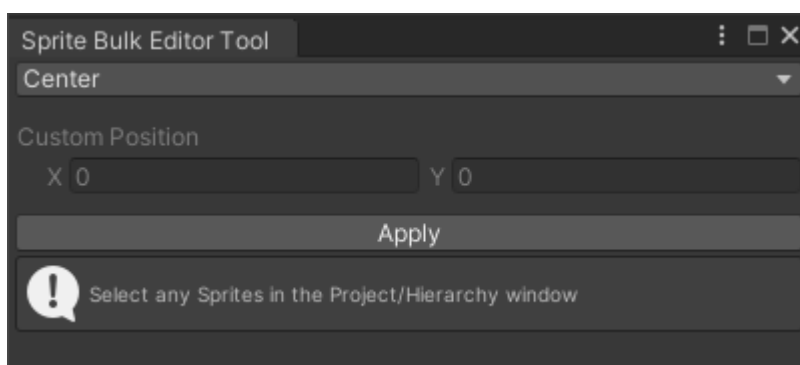 Sprite Bulk Editor Tool
Center
Custom Position
X 0 Y 0
Apply
Select any Sprites in the Project/Hierarchy window